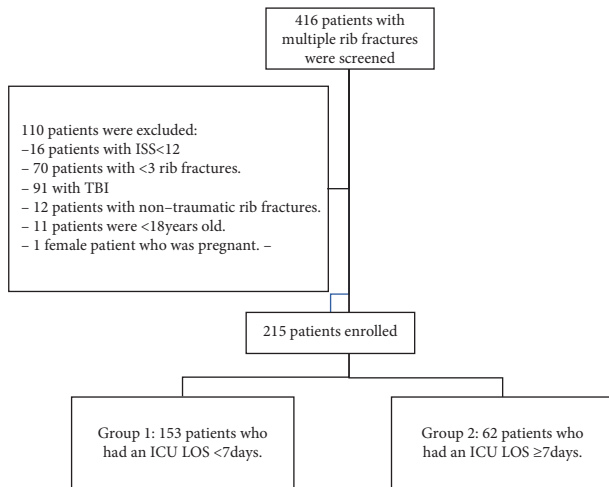 416 patients with
multiple rib fractures
were screened
110 patients were excluded:
–16 patients with ISS<12
– 70 patients with <3 rib fractures.
– 91 with TBI
– 12 patients with non–traumatic rib fractures.
– 11 patients were <18years old.
– 1 female patient who was pregnant. –
215 patients enrolled
Group 1: 153 patients who
had an ICU LOS <7days.
Group 2: 62 patients who
had an ICU LOS ≥7days.